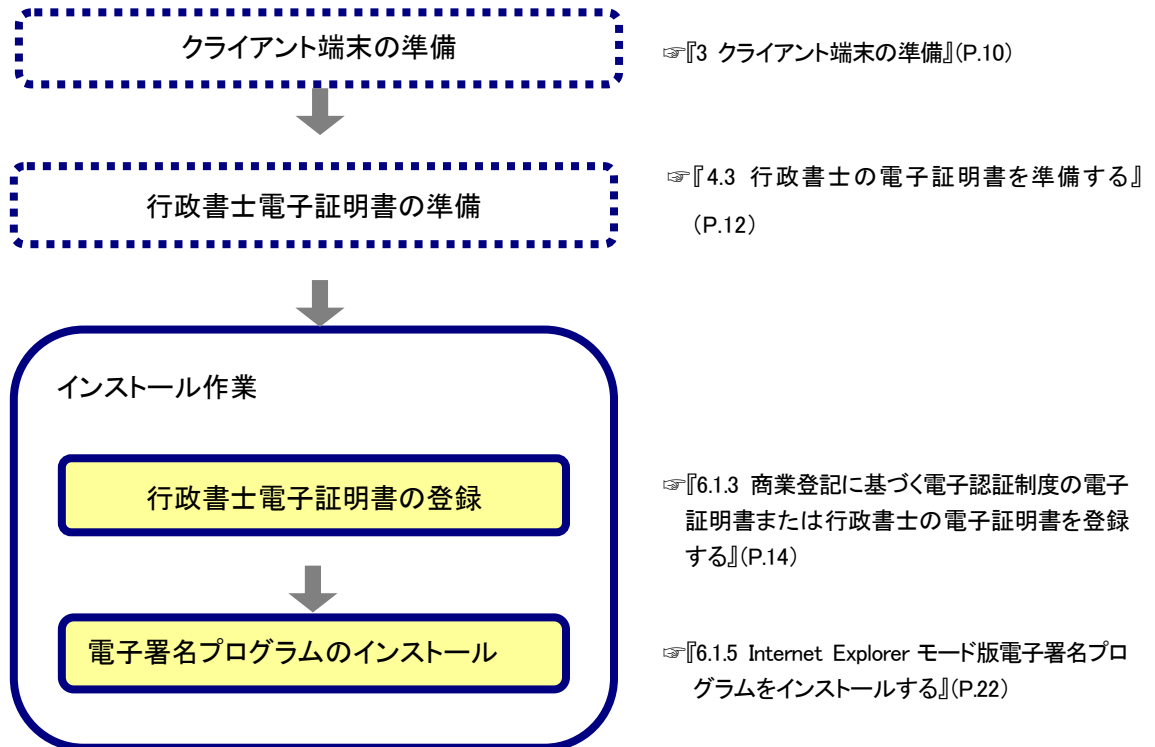 クライアント端末の準備
☞『3 クライアント端末の準備』(P.10)
行政書士電子証明書の準備
☞『4.3 行政書士の電子証明書を準備する』
(P.12)
インストール作業
行政書士電子証明書の登録
☞『6.1.3 商業登記に基づく電子認証制度の電子
証明書または行政書士の電子証明書を登録
する』(P.14)
電子署名プログラムのインストール
☞『6.1.5 Internet Explorer モード版電子署名プロ
グラムをインストールする』(P.22)